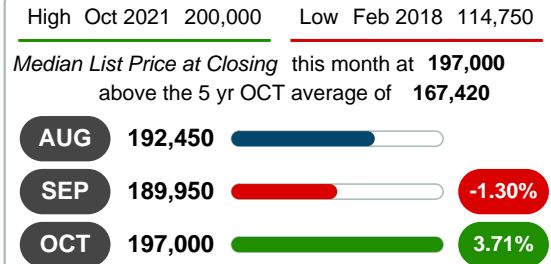 High Oct 2021 200,000 Low Feb 2018 114,750
Median List Price at Closing this month at 197,000
above the 5 yr OCT average of 167,420
AUG 192,450
SEP 189,950 -1.30%
OCT 197,000 3.71%